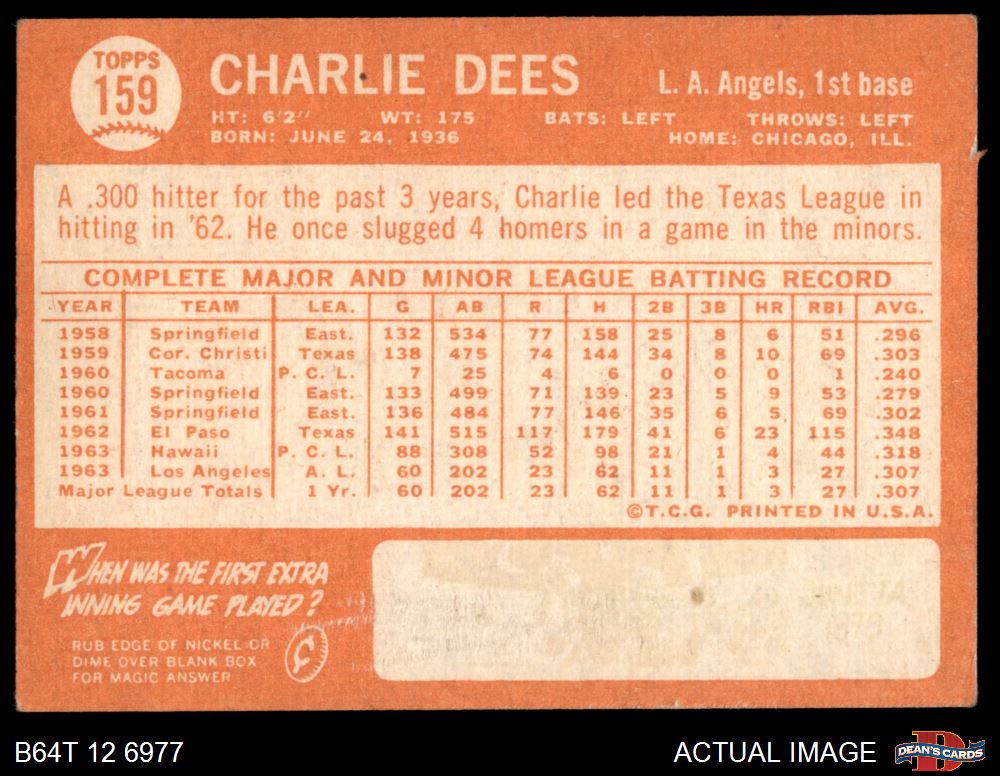 TOPPS
159
CHARLIE DEES
L. A. Angels, 1st base
HT: 6'2" WT: 175 BATS: LEFT THROWS: LEFT
BORN: JUNE 24, 1936 HOME: CHICAGO, ILL.
A .300 hitter for the past 3 years, Charlie led the Texas League in
hitting in '62. He once slugged 4 homers in a game in the minors.
COMPLETE MAJOR AND MINOR LEAGUE BATTING RECORD
YEAR TEAM LEA. G AB R H 2B 3B HR RBI AVG.
1958 Springfield East. 132 534 77 158 25 8 6 51 .296
1959 Cor. Christi Texas 138 475 74 144 34 8 10 69 .303
1960 Tacoma P. C. L. 7 25 4 6 0 0 0 1 .240
1960 Springfield East. 133 499 71 139 23 5 9 53 .279
1961 Springfield East. 136 484 77 146 35 6 5 69 .302
1962 El Paso Texas 141 515 117 179 41 6 23 115 .348
1963 Hawaii P. C. L. 88 308 52 98 21 1 4 44 .318
1963 Los Angeles A. L. 60 202 23 62 11 1 3 27 .307
Major League Totals 1 Yr. 60 202 23 62 11 1 3 27 .307
©T.C.G. PRINTED IN U.S.A.
WHEN WAS THE FIRST EXTRA
INNING GAME PLAYED?
RUB EDGE OF NICKEL OR
DIME OVER BLANK BOX
FOR MAGIC ANSWER
B64T 12 6977
ACTUAL IMAGE
DEAN'S CARDS